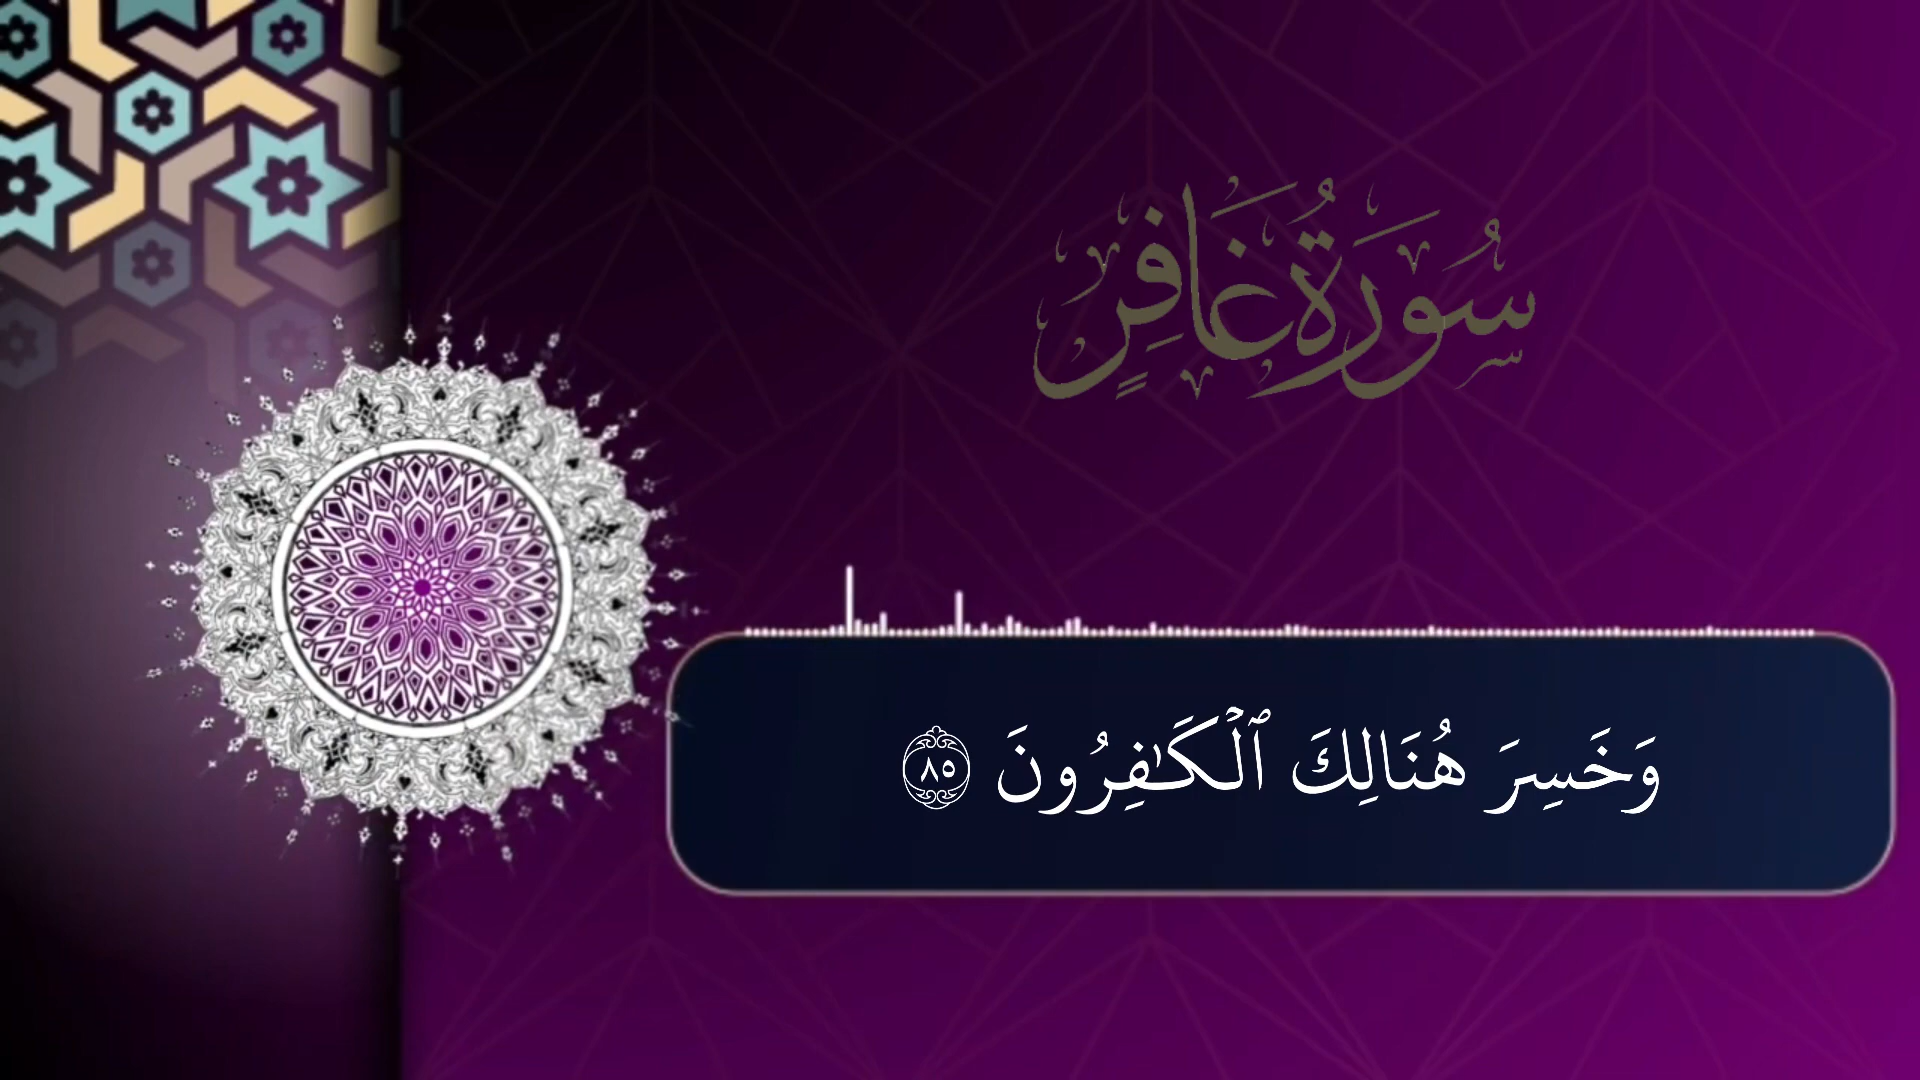 سُورَةُ غَافِرٍ
وَخَسِرَ هُنَالِكَ ٱلْكَٰفِرُونَ ٨٥